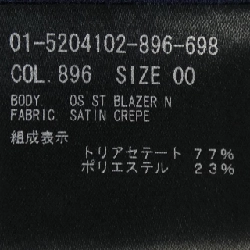 01-5204102-896-698
COL.896 SIZE 00
BODY OS ST BLAZER N
FABRIC SATIN CREPE
組成表示
トリアセテート 77%
ポリエステル 23%